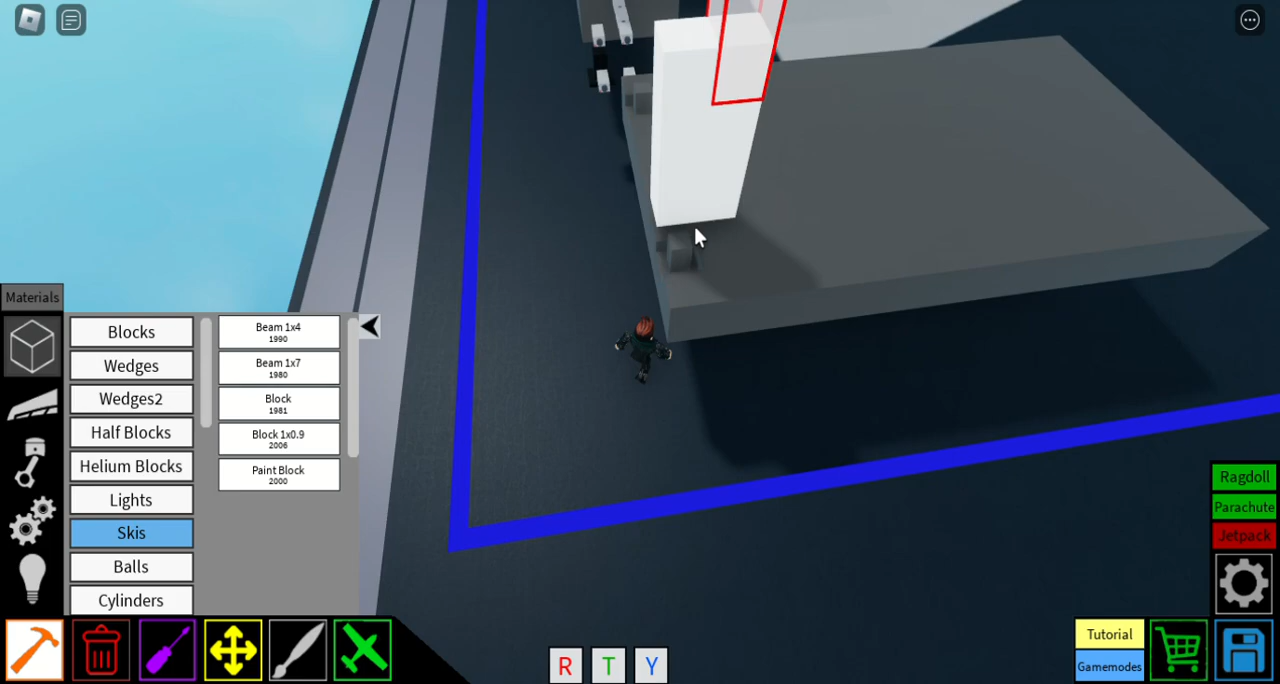 Materials
Blocks
Wedges
Wedges2
Half Blocks
Helium Blocks
Lights
Skis
Balls
Cylinders
Beam 1x4
1990
Beam 1x7
1980
Block
1981
Block 1x0.9
2006
Paint Block
2000
R T Y
Ragdoll
Parachute
Jetpack
Tutorial
Gamemodes